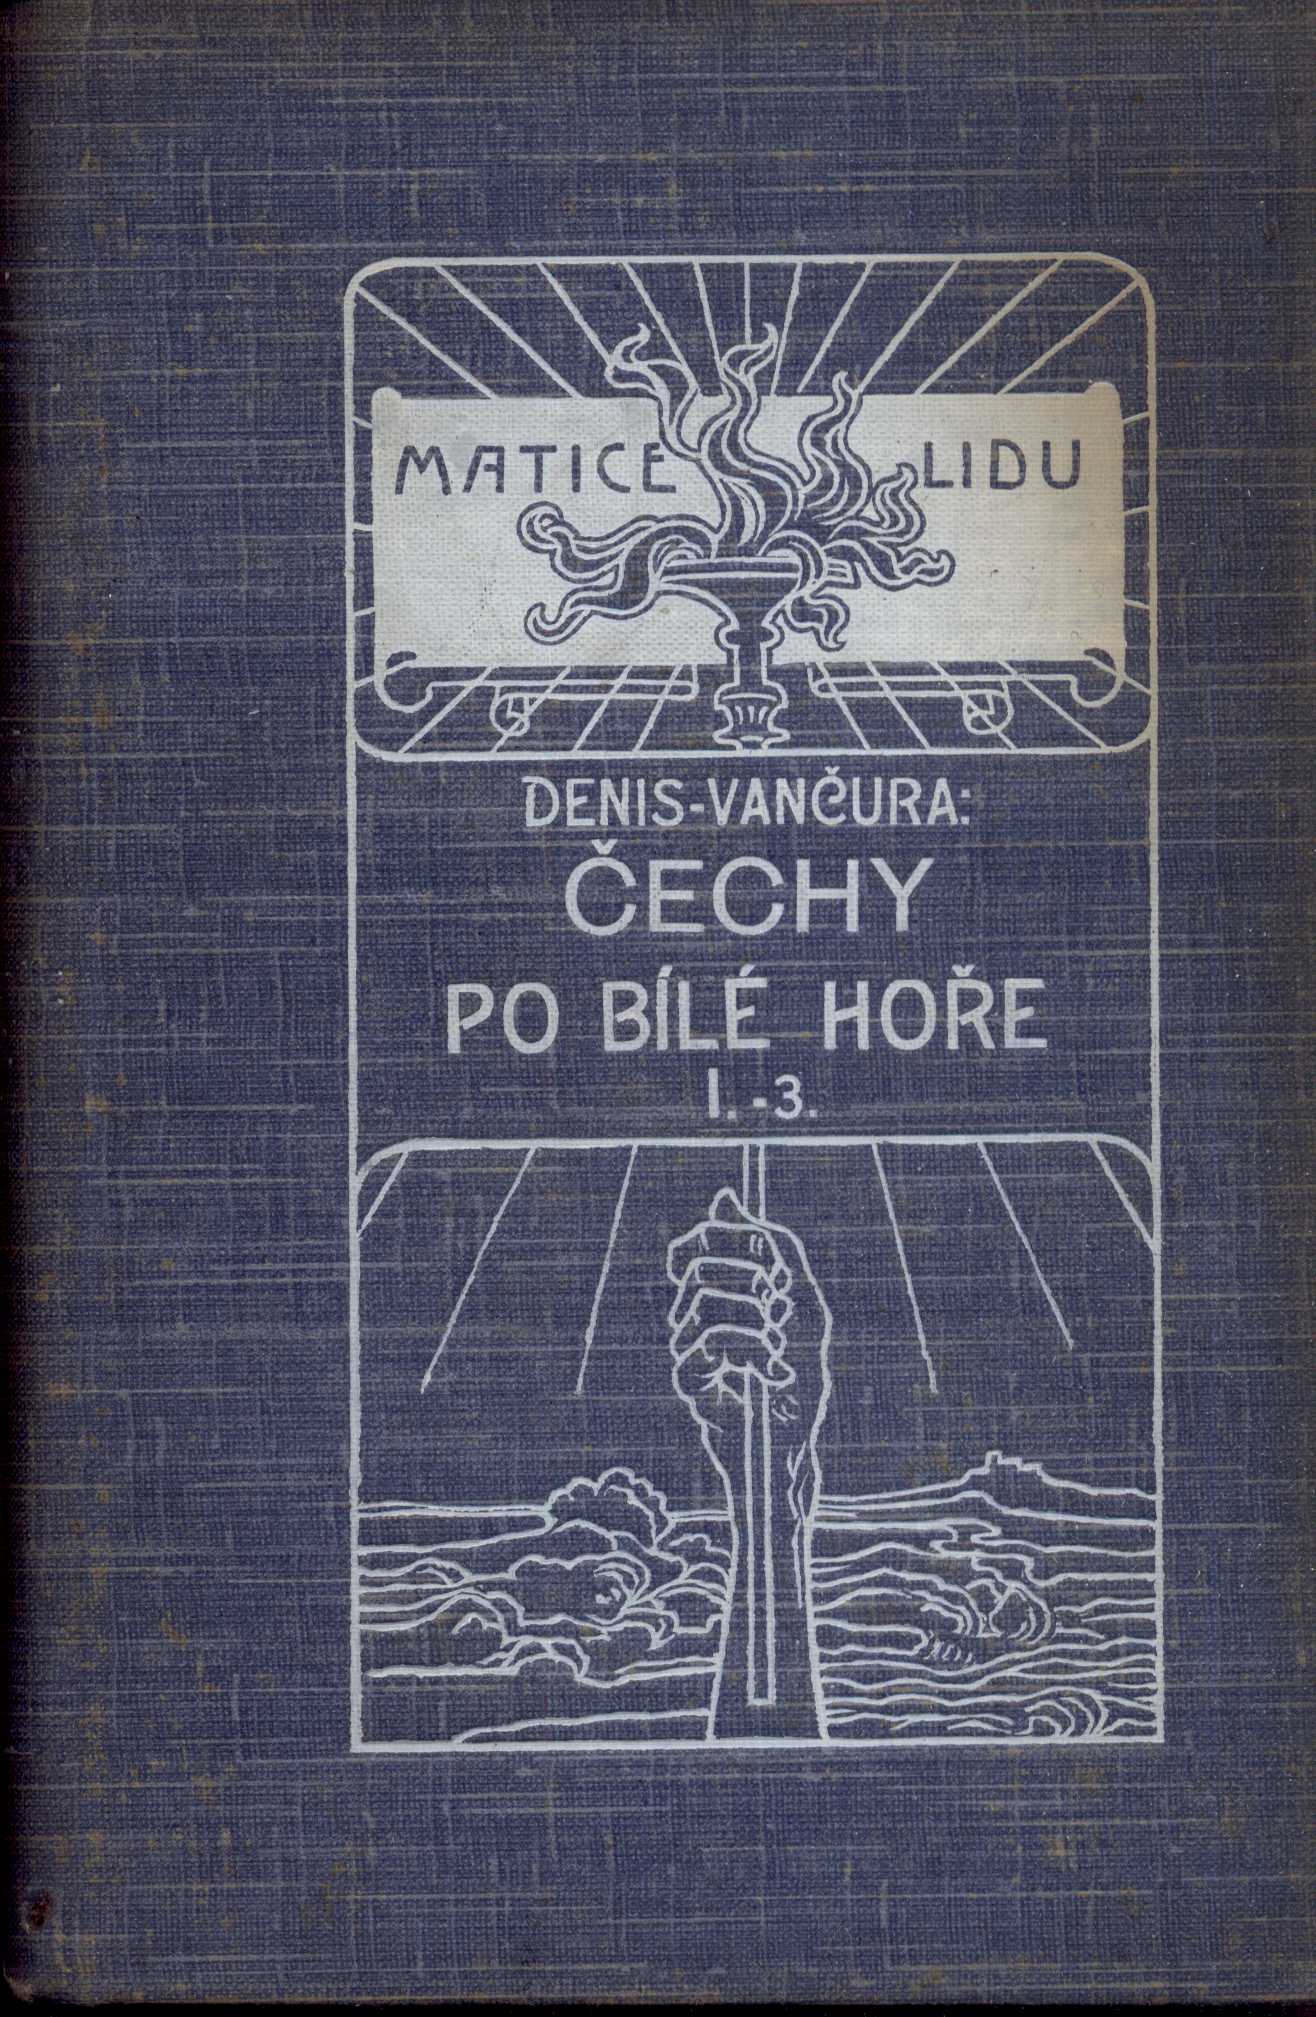 MATICE LIDU
DENIS-VANČURA:
ČECHY
PO BÍLÉ HOŘE
I.-3.